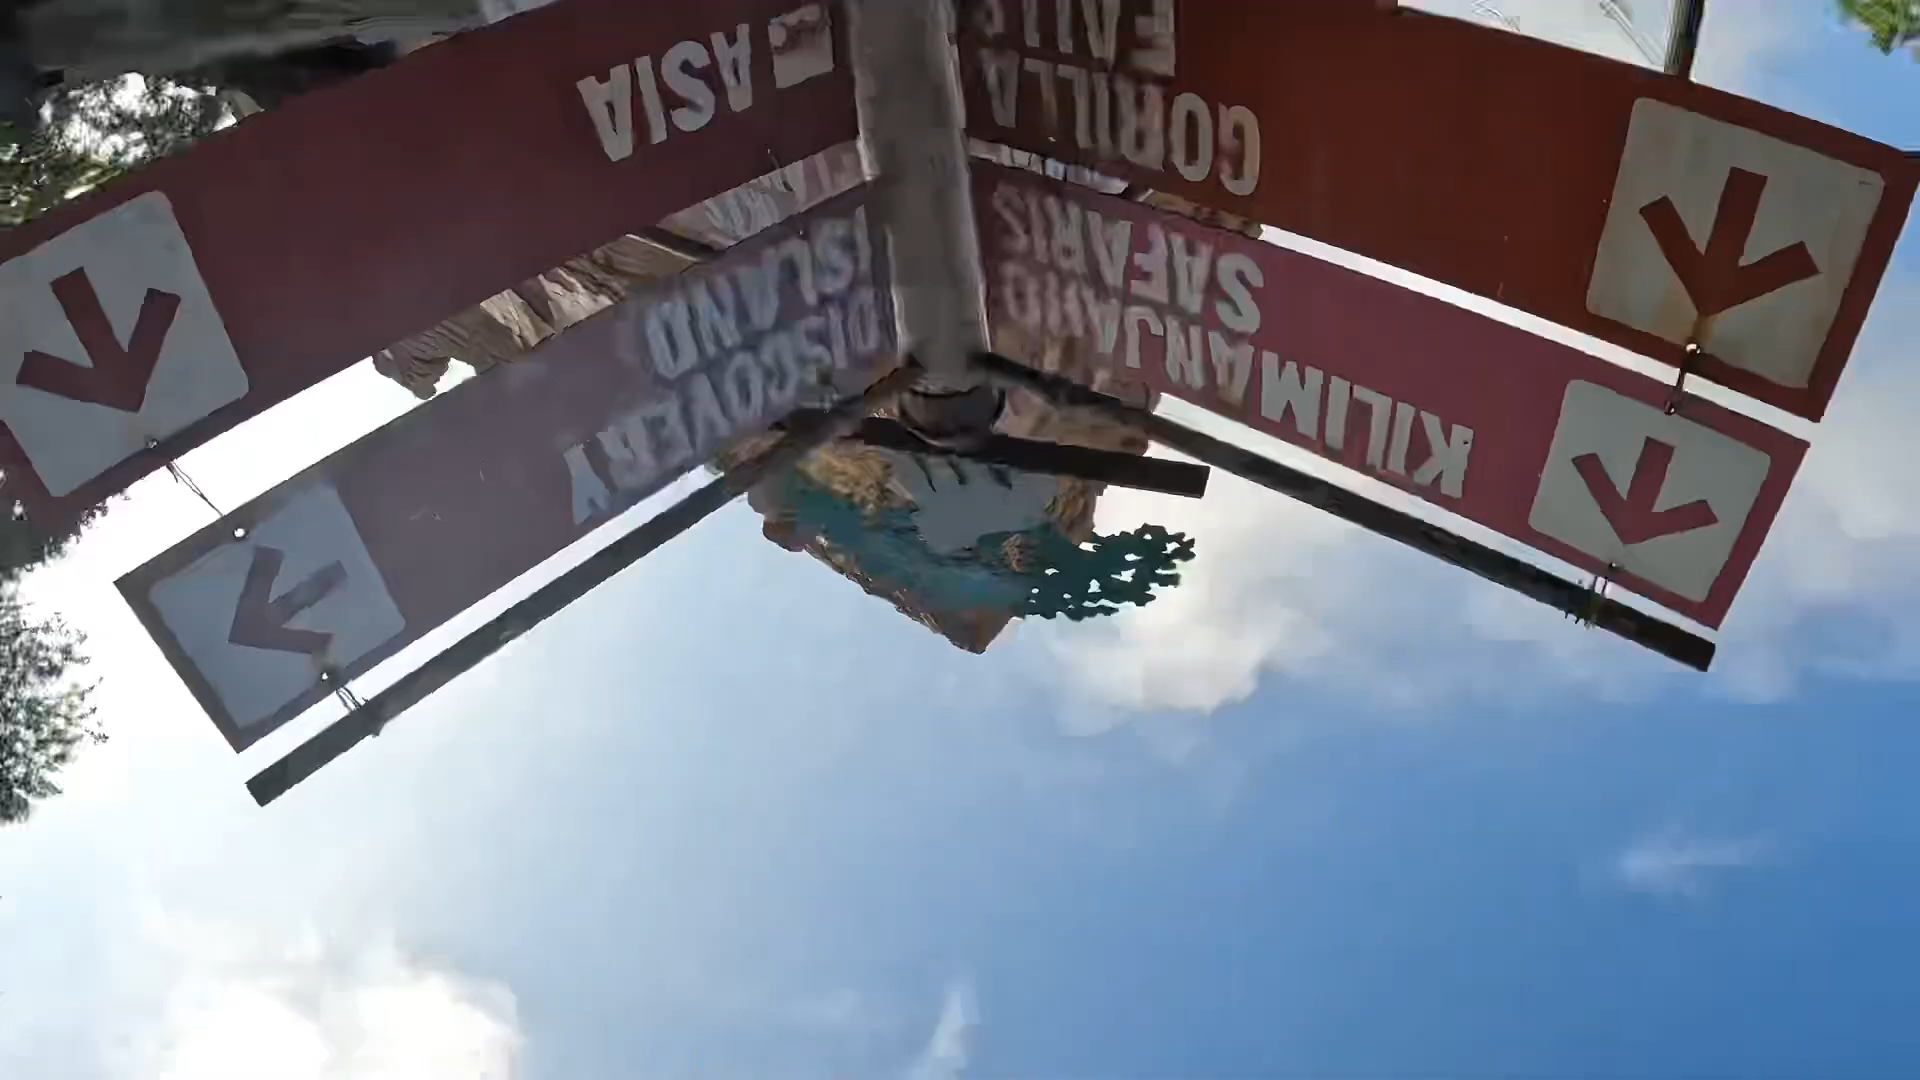 KILIMANJARO
SAFARIS
DISCOVERY
ISLAND
GORILLA
FALLS
ASIA